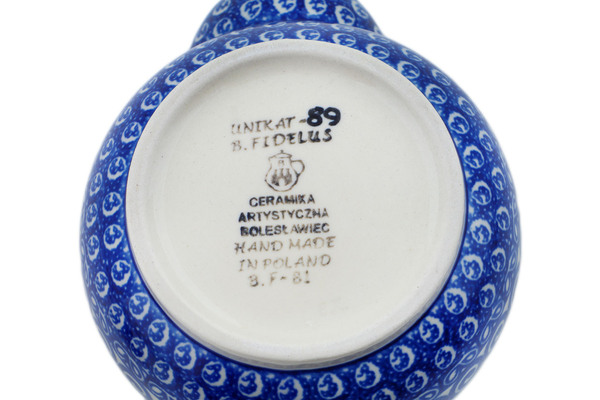 UNIKAT-89
B. FIDELUS
CERAMIKA
ARTYSTYCZNA
BOLESŁAWIEC
HAND MADE
IN POLAND
B. F-81